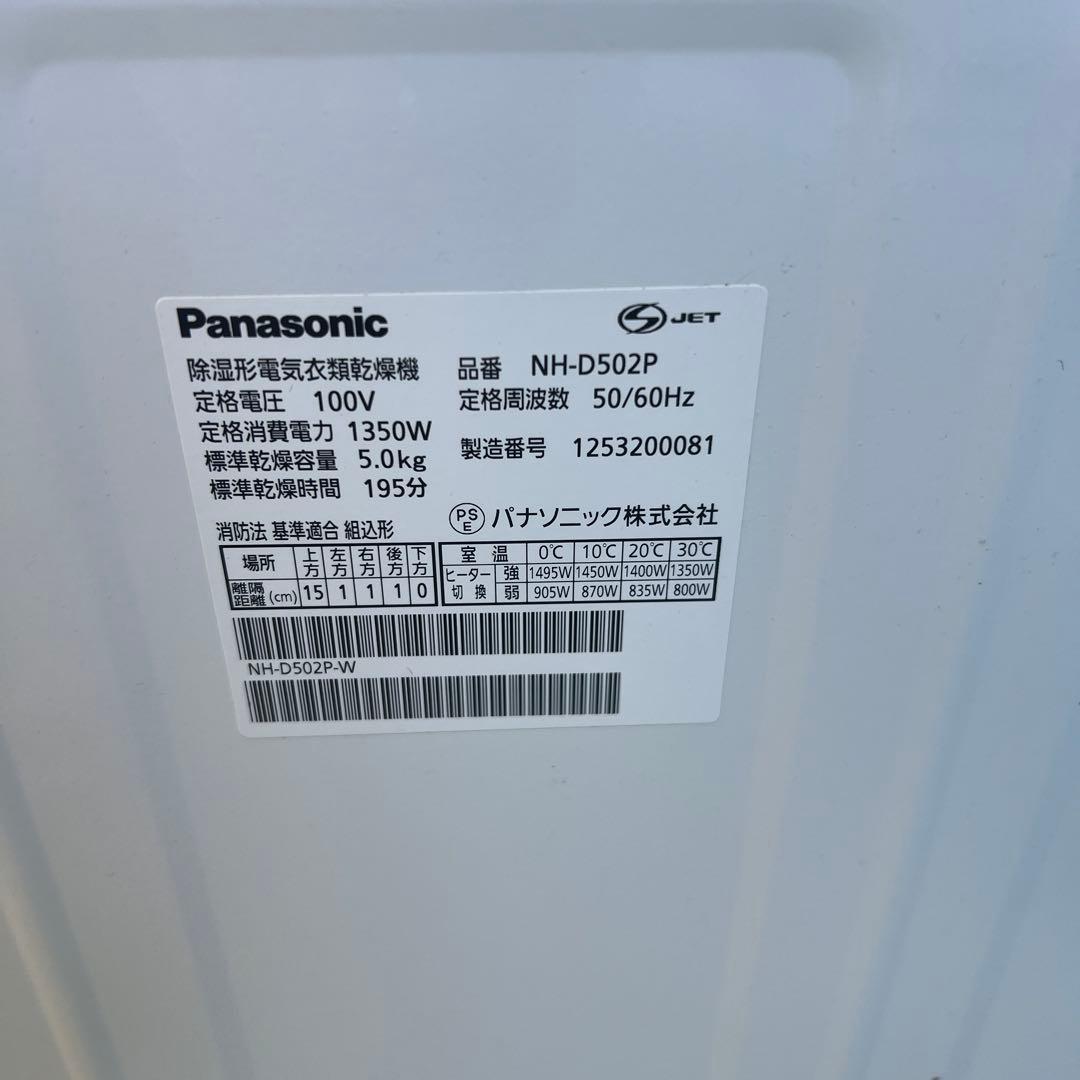 Panasonic
S JET
除湿形電気衣類乾燥機 品番 NH-D502P
定格電圧 100V 定格周波数 50/60Hz
定格消費電力 1350W
標準乾燥容量 5.0kg 製造番号 1253200081
標準乾燥時間 195分
PSE パナソニック株式会社
消防法 基準適合 組込形
場所 上方 左方 右方 後方 下方
離隔距離(cm) 15 1 1 1 0
室温 0℃ 10℃ 20℃ 30℃
ヒーター切換 強 1495W 1450W 1400W 1350W
弱 905W 870W 835W 800W
NH-D502P-W